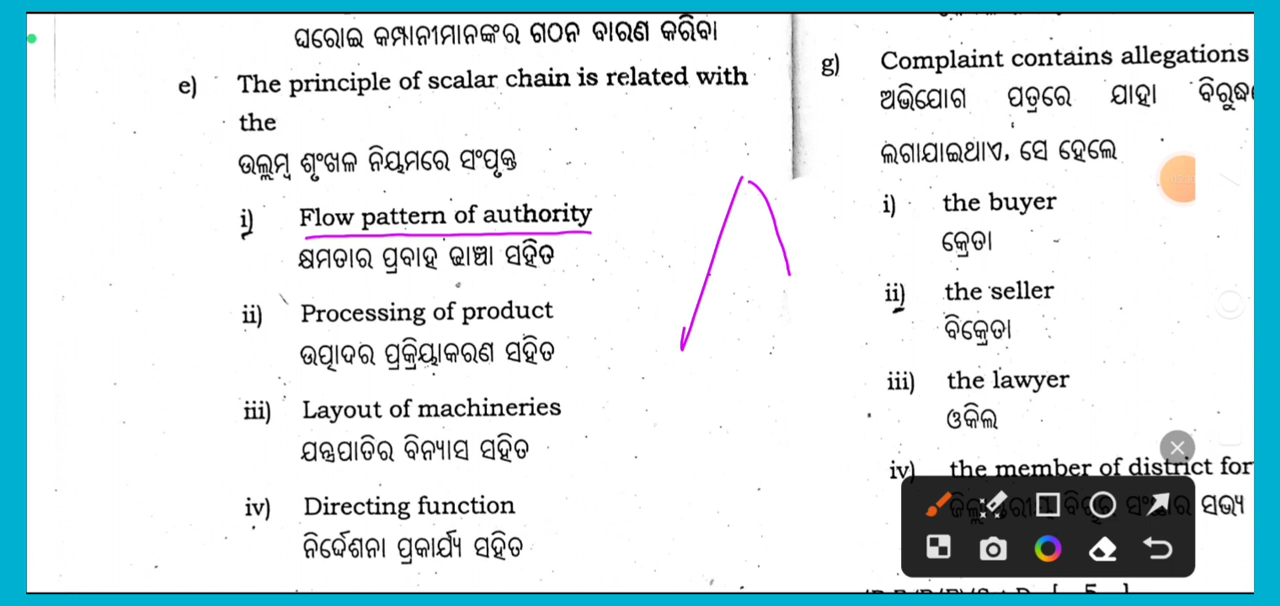 ଘରୋଇ କମ୍ପାନୀମାନଙ୍କର ଗଠନ ବାରଣ କରିବା
e) The principle of scalar chain is related with
the
ଉଲ୍ଲମ୍ବ ଶୃଂଖଳ ନିୟମରେ ସଂପୃକ୍ତ
i) Flow pattern of authority
କ୍ଷମତାର ପ୍ରବାହ ଢାଞ୍ଚା ସହିତ
ii) Processing of product
ଉତ୍ପାଦର ପ୍ରକ୍ରିୟାକରଣ ସହିତ
iii) Layout of machineries
ଯନ୍ତ୍ରପାତିର ବିନ୍ୟାସ ସହିତ
iv) Directing function
ନିର୍ଦ୍ଦେଶନା ପ୍ରକାର୍ଯ୍ୟ ସହିତ
g) Complaint contains allegations
ଅଭିଯୋଗ ପତ୍ରରେ ଯାହା
ଲଗାଯାଇଥାଏ, ସେ ହେଲେ
i) the buyer
କ୍ରେତା
ii) the seller
ବିକ୍ରେତା
iii) the lawyer
ଓକିଲ
iv) the member of district
ସଭ୍ୟ